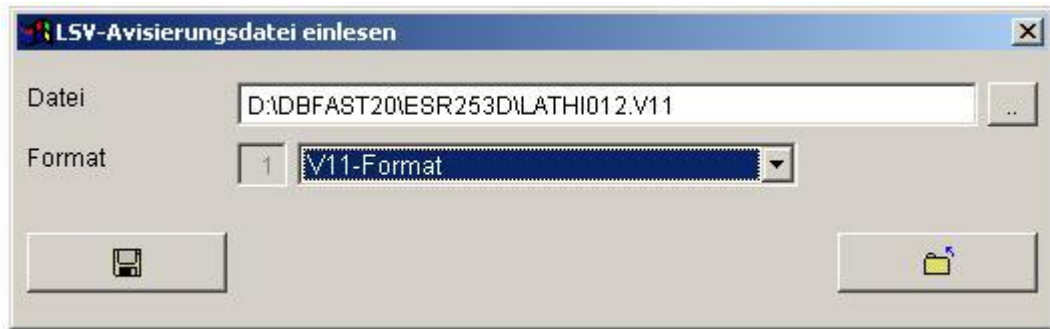 LSV-Avisierungsdatei einlesen
Datei D:\DBFAST20\ESR253D\LATHI012.V11 ..
Format 1 V11-Format